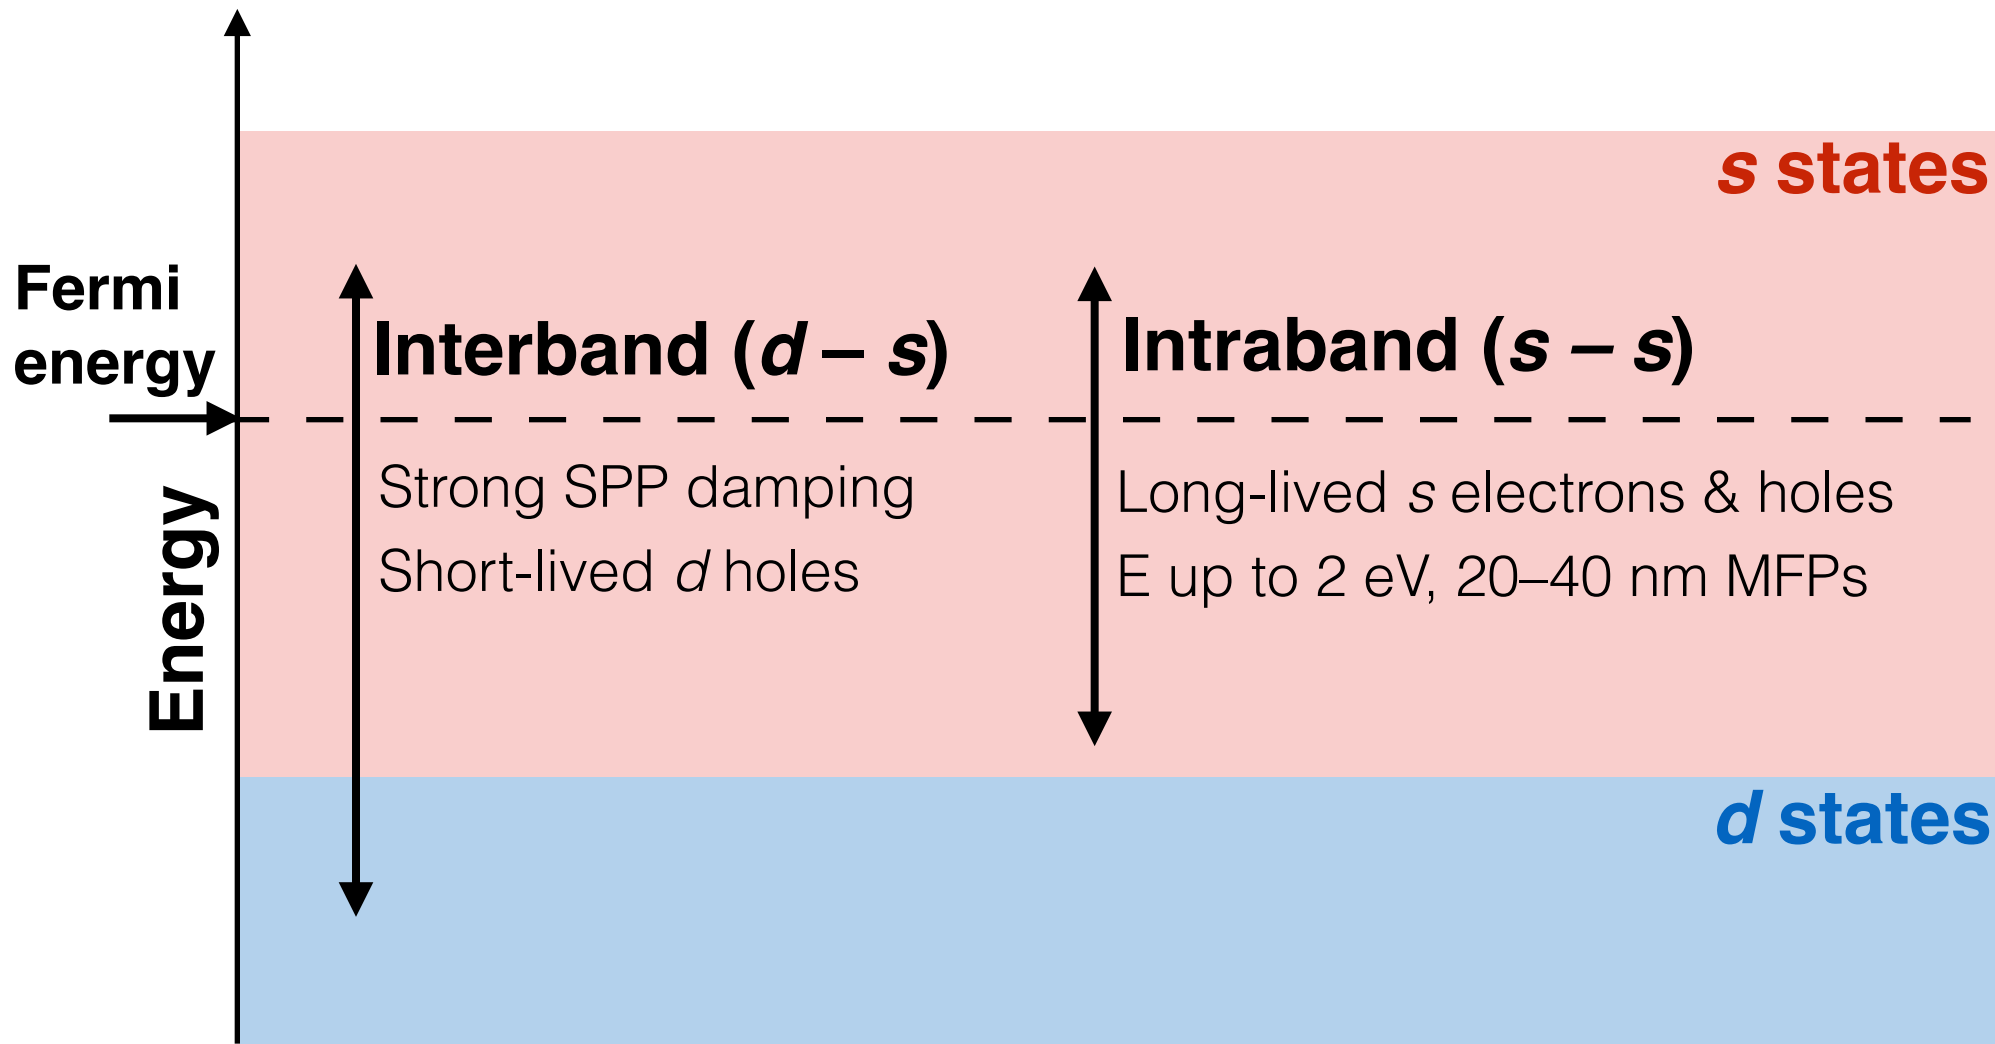 s states
Fermi
energy
Interband (d – s)
Intraband (s – s)
Strong SPP damping
Short-lived d holes
Long-lived s electrons & holes
E up to 2 eV, 20–40 nm MFPs
Energy
d states